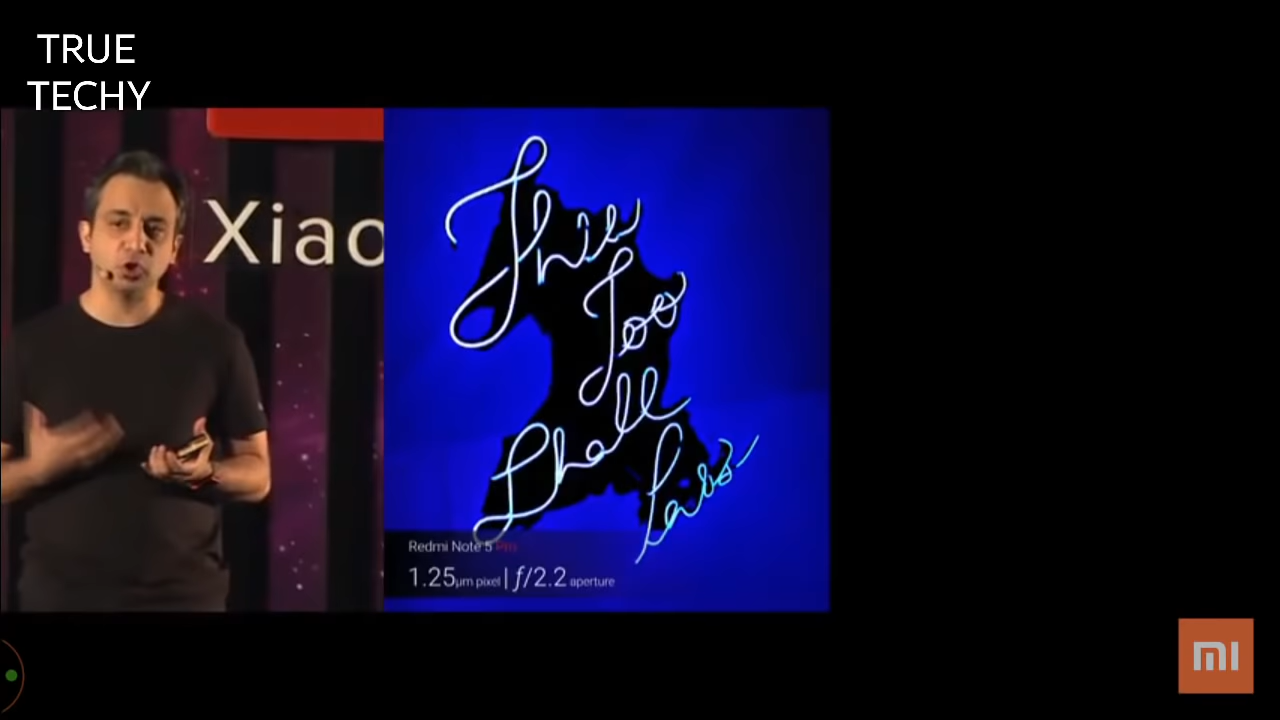 TRUE
TECHY
Xiao
This
Too
Shall
Pass
Redmi Note 5 Pro
1.25µm pixel | ƒ/2.2 aperture
MI